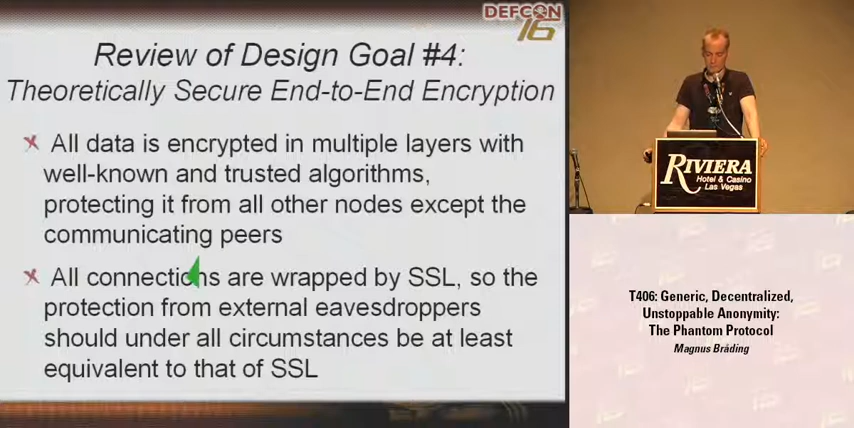 DEFCON
16
Review of Design Goal #4:
Theoretically Secure End-to-End Encryption
All data is encrypted in multiple layers with
well-known and trusted algorithms,
protecting it from all other nodes except the
communicating peers
All connections are wrapped by SSL, so the
protection from external eavesdroppers
should under all circumstances be at least
equivalent to that of SSL
RIVIERA
Hotel & Casino
Las Vegas
T406: Generic, Decentralized,
Unstoppable Anonymity:
The Phantom Protocol
Magnus Bråding